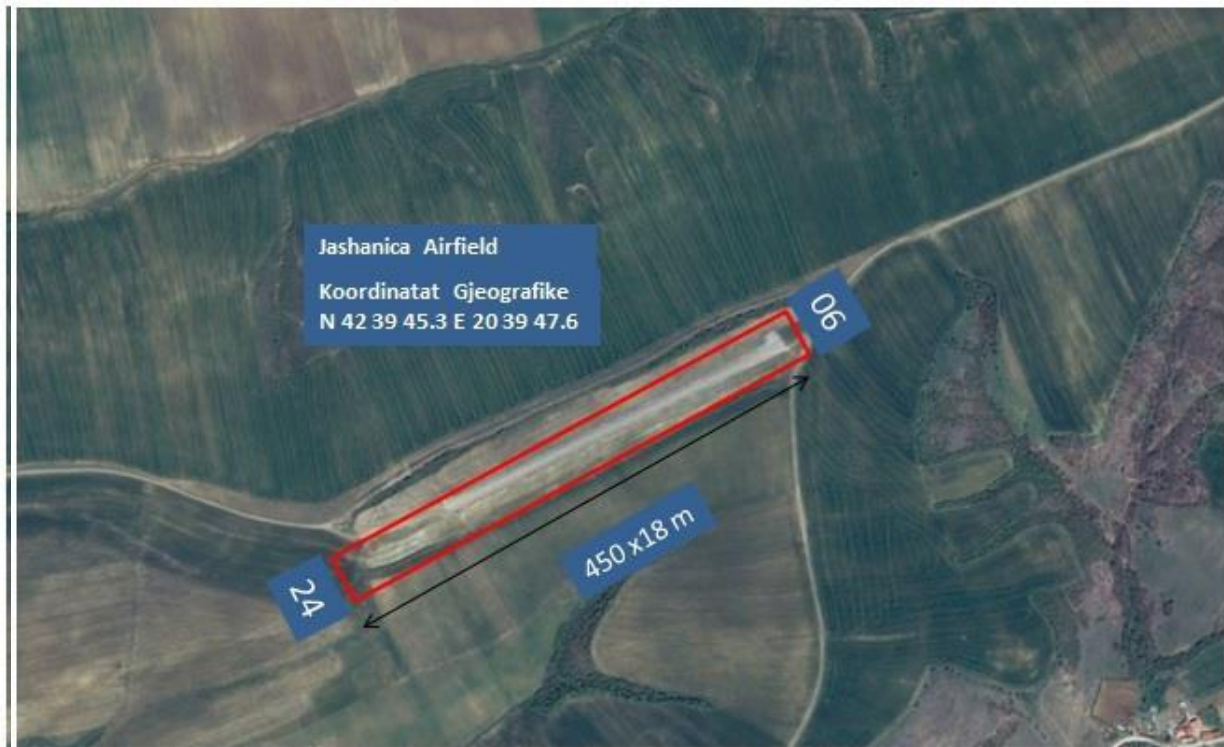 Jashanica Airfield
Koordinatat Gjeografike
N 42 39 45.3 E 20 39 47.6
06
24
450 x18 m